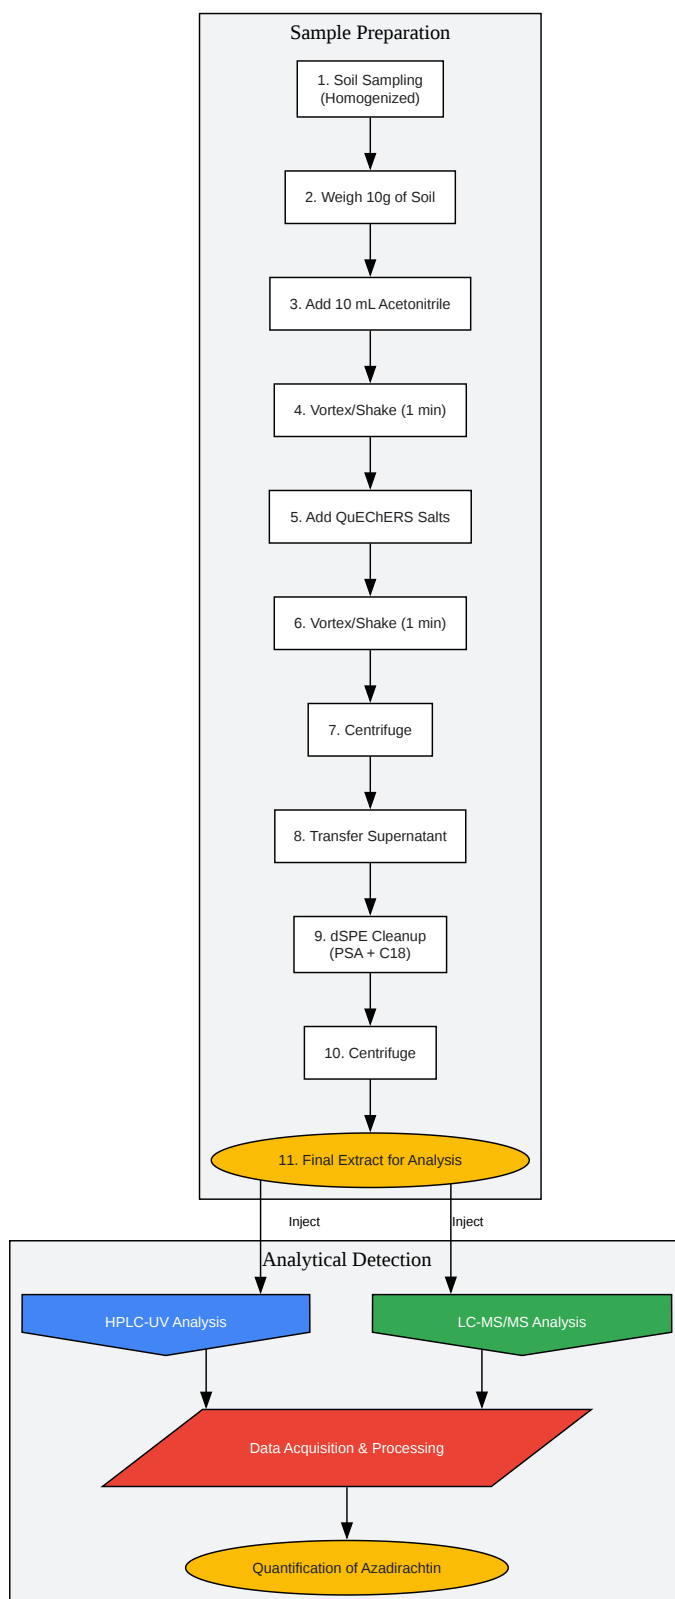 Sample Preparation
1. Soil Sampling
(Homogenized)
2. Weigh 10g of Soil
3. Add 10 mL Acetonitrile
4. Vortex/Shake (1 min)
5. Add QuEChERS Salts
6. Vortex/Shake (1 min)
7. Centrifuge
8. Transfer Supernatant
9. dSPE Cleanup
(PSA + C18)
10. Centrifuge
11. Final Extract for Analysis
Inject
Inject
Analytical Detection
HPLC-UV Analysis
LC-MS/MS Analysis
Data Acquisition & Processing
Quantification of Azadirachtin